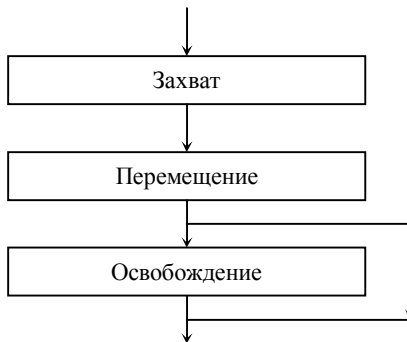 Захват
Перемещение
Освобождение